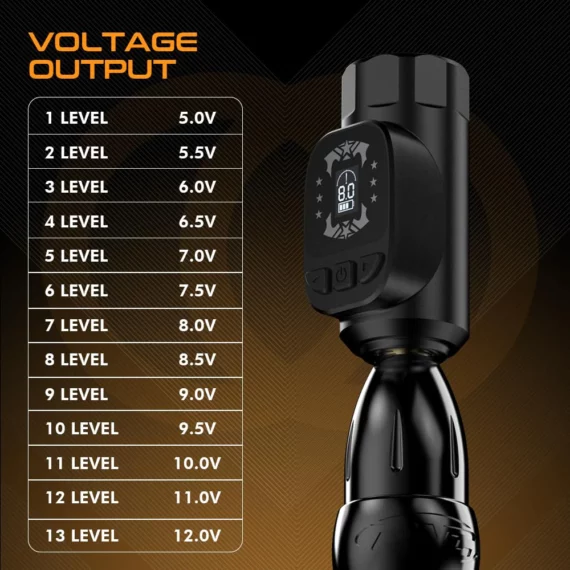 VOLTAGE
OUTPUT
1 LEVEL 5.0V
2 LEVEL 5.5V
3 LEVEL 6.0V
4 LEVEL 6.5V
5 LEVEL 7.0V
6 LEVEL 7.5V
7 LEVEL 8.0V
8 LEVEL 8.5V
9 LEVEL 9.0V
10 LEVEL 9.5V
11 LEVEL 10.0V
12 LEVEL 11.0V
13 LEVEL 12.0V
8.0